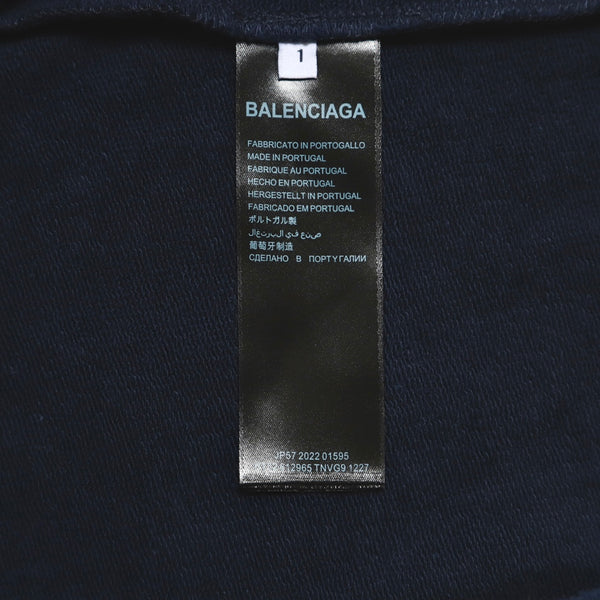 1
BALENCIAGA
FABBRICATO IN PORTOGALLO
MADE IN PORTUGAL
FABRIQUE AU PORTUGAL
HECHO EN PORTUGAL
HERGESTELLT IN PORTUGAL
FABRICADO EM PORTUGAL
ポルトガル製
صنع في البرتغال
葡萄牙制造
СДЕЛАНО В ПОРТУГАЛИИ
JP57 2022 01595
612965 TNVG9 1227